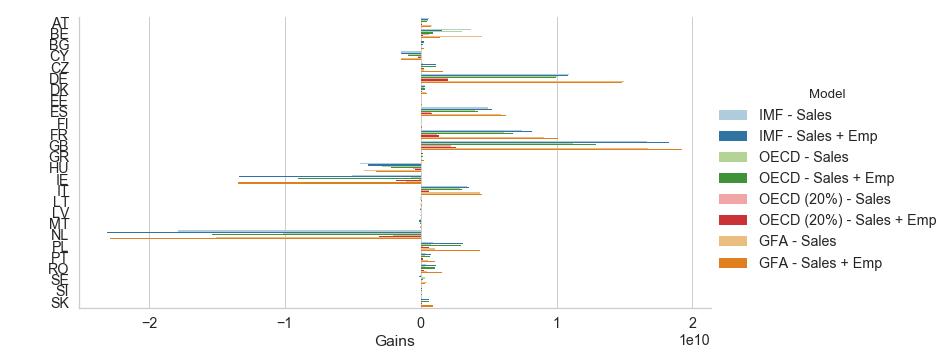 AT
BE
BG
CY
CZ
DE
DK
EE
ES
FI
FR
GB
GR
HU
IE
IT
LT
LV
MT
NL
PL
PT
RO
SE
SI
SK
−2 −1 0 1 2
1e10
Gains
Model
IMF - Sales
IMF - Sales + Emp
OECD - Sales
OECD - Sales + Emp
OECD (20%) - Sales
OECD (20%) - Sales + Emp
GFA - Sales
GFA - Sales + Emp